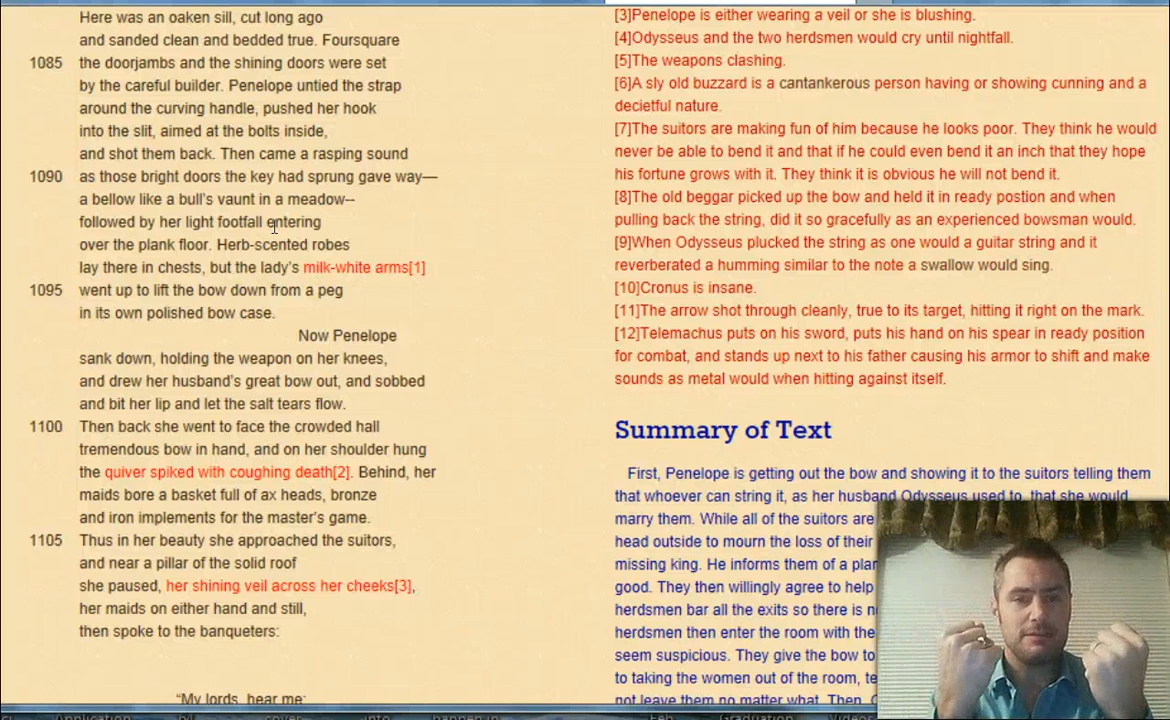 Here was an oaken sill, cut long ago
and sanded clean and bedded true. Foursquare
1085 the doorjambs and the shining doors were set
by the careful builder. Penelope untied the strap
around the curving handle, pushed her hook
into the slit, aimed at the bolts inside,
and shot them back. Then came a rasping sound
1090 as those bright doors the key had sprung gave way—
a bellow like a bull’s vaunt in a meadow--
followed by her light footfall entering
over the plank floor. Herb-scented robes
lay there in chests, but the lady’s milk-white arms[1]
1095 went up to lift the bow down from a peg
in its own polished bow case.
Now Penelope
sank down, holding the weapon on her knees,
and drew her husband’s great bow out, and sobbed
and bit her lip and let the salt tears flow.
1100 Then back she went to face the crowded hall
tremendous bow in hand, and on her shoulder hung
the quiver spiked with coughing death[2]. Behind, her
maids bore a basket full of ax heads, bronze
and iron implements for the master’s game.
1105 Thus in her beauty she approached the suitors,
and near a pillar of the solid roof
she paused, her shining veil across her cheeks[3],
her maids on either hand and still,
then spoke to the banqueters:
“My lords, hear me:
[3]Penelope is either wearing a veil or she is blushing.
[4]Odysseus and the two herdsmen would cry until nightfall.
[5]The weapons clashing.
[6]A sly old buzzard is a cantankerous person having or showing cunning and a
decietful nature.
[7]The suitors are making fun of him because he looks poor. They think he would
never be able to bend it and that if he could even bend it an inch that they hope
his fortune grows with it. They think it is obvious he will not bend it.
[8]The old beggar picked up the bow and held it in ready postion and when
pulling back the string, did it so gracefully as an experienced bowsman would.
[9]When Odysseus plucked the string as one would a guitar string and it
reverberated a humming similar to the note a swallow would sing.
[10]Cronus is insane.
[11]The arrow shot through cleanly, true to its target, hitting it right on the mark.
[12]Telemachus puts on his sword, puts his hand on his spear in ready position
for combat, and stands up next to his father causing his armor to shift and make
sounds as metal would when hitting against itself.
Summary of Text
First, Penelope is getting out the bow and showing it to the suitors telling them
that whoever can string it, as her husband Odysseus used to, that she would
marry them. While all of the suitors are
head outside to mourn the loss of their
missing king. He informs them of a plan
good. They then willingly agree to help
herdsmen bar all the exits so there is
herdsmen then enter the room with the
seem suspicious. They give the bow to
to taking the women out of the room,
not leave them no matter what. Then,
Application cover into happen in Feb Graduation Videos